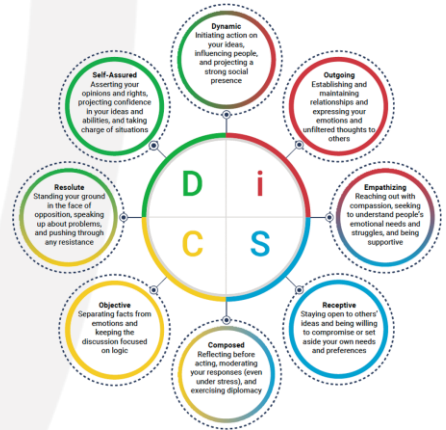 Dynamic
Initiating action on
your ideas,
influencing people,
and projecting a
strong social
presence
Self-Assured
Asserting your
opinions and rights,
projecting confidence
in your ideas and
abilities, and taking
charge of situations
Outgoing
Establishing and
maintaining
relationships and
expressing your
emotions and
unfiltered thoughts to
others
D i
Resolute
Standing your ground
in the face of
opposition, speaking
up about problems,
and pushing through
any resistance
Empathizing
Reaching out with
compassion, seeking
to understand people's
emotional needs and
struggles, and being
supportive
C S
Objective
Separating facts from
emotions and
keeping the
discussion focused
on logic
Receptive
Staying open to others'
ideas and being willing
to compromise or set
aside your own needs
and preferences
Composed
Reflecting before
acting, moderating
your responses (even
under stress), and
exercising diplomacy